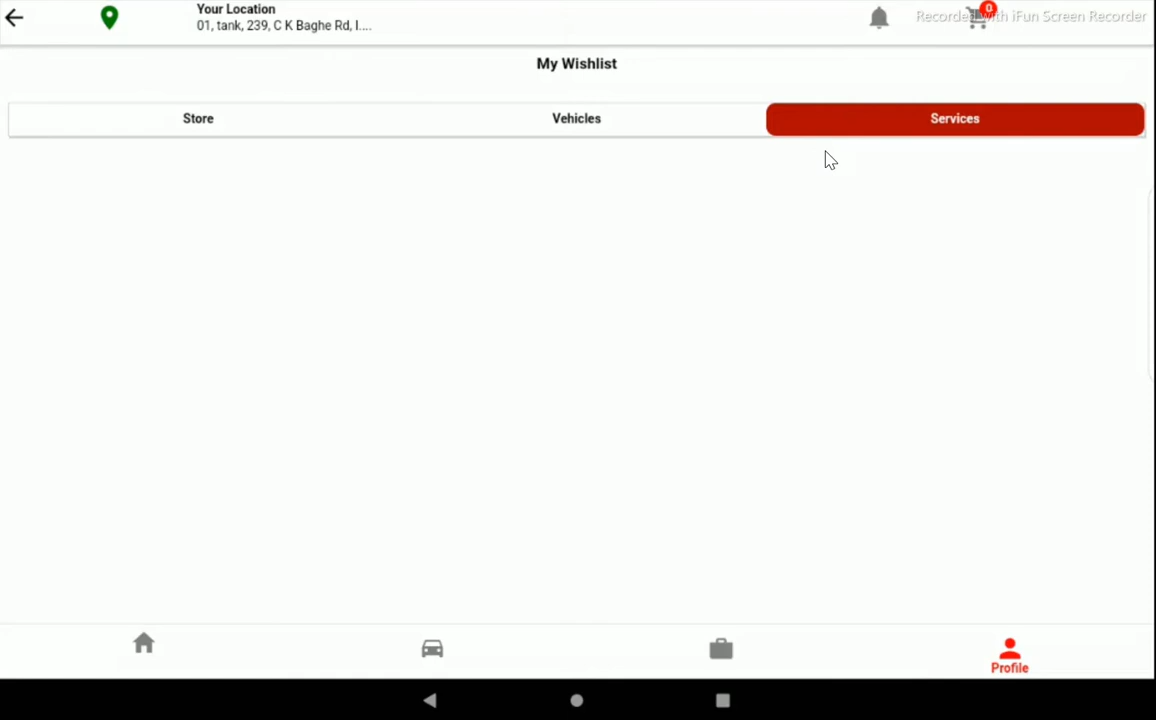 Your Location
01, tank, 239, C K Baghe Rd, I....
0
Recorded with iFun Screen Recorder
My Wishlist
Store
Vehicles
Services
Profile